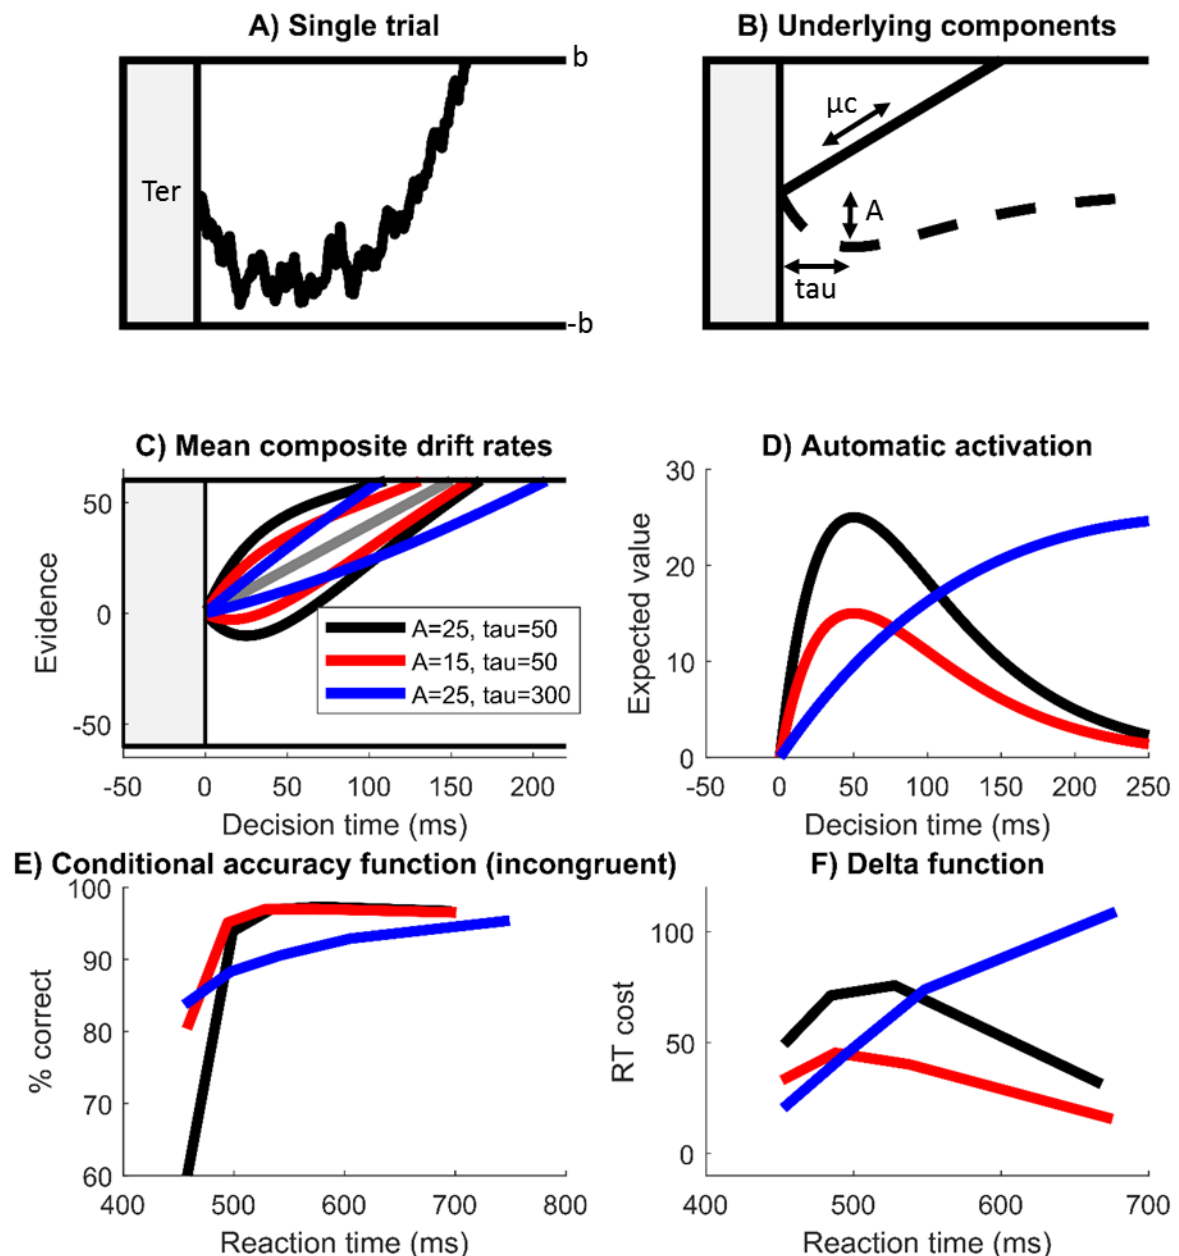 A) Single trial
b
Ter
-b
B) Underlying components
μc
A
tau
C) Mean composite drift rates
Evidence
50
0
-50
A=25, tau=50
A=15, tau=50
A=25, tau=300
-50 0 50 100 150 200
Decision time (ms)
D) Automatic activation
Expected value
30
20
10
0
-50 0 50 100 150 200 250
Decision time (ms)
E) Conditional accuracy function (incongruent)
% correct
100
90
80
70
60
400 500 600 700 800
Reaction time (ms)
F) Delta function
RT cost
100
50
0
400 500 600 700
Reaction time (ms)